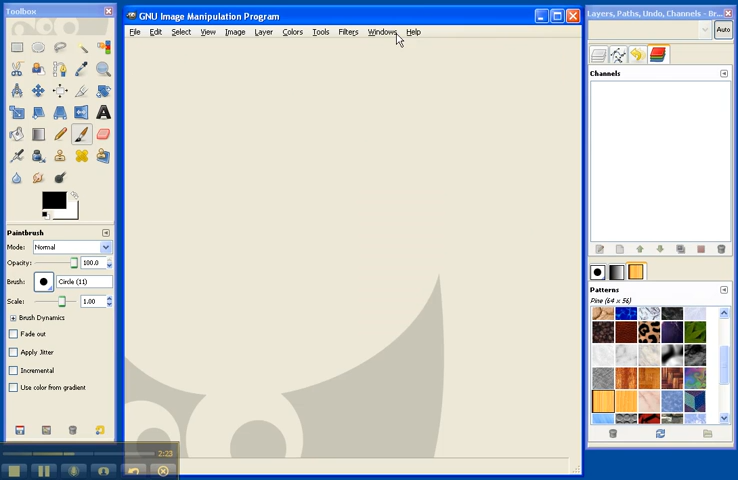 Toolbox
GNU Image Manipulation Program
Layers, Paths, Undo, Channels - Br...
File Edit Select View Image Layer Colors Tools Filters Windows Help
Auto
Channels
Paintbrush
Mode: Normal
Opacity: 100.0
Brush: Circle (11)
Scale: 1.00
Brush Dynamics
Fade out
Apply Jitter
Incremental
Use color from gradient
Patterns
Pine (64 x 56)
2:23